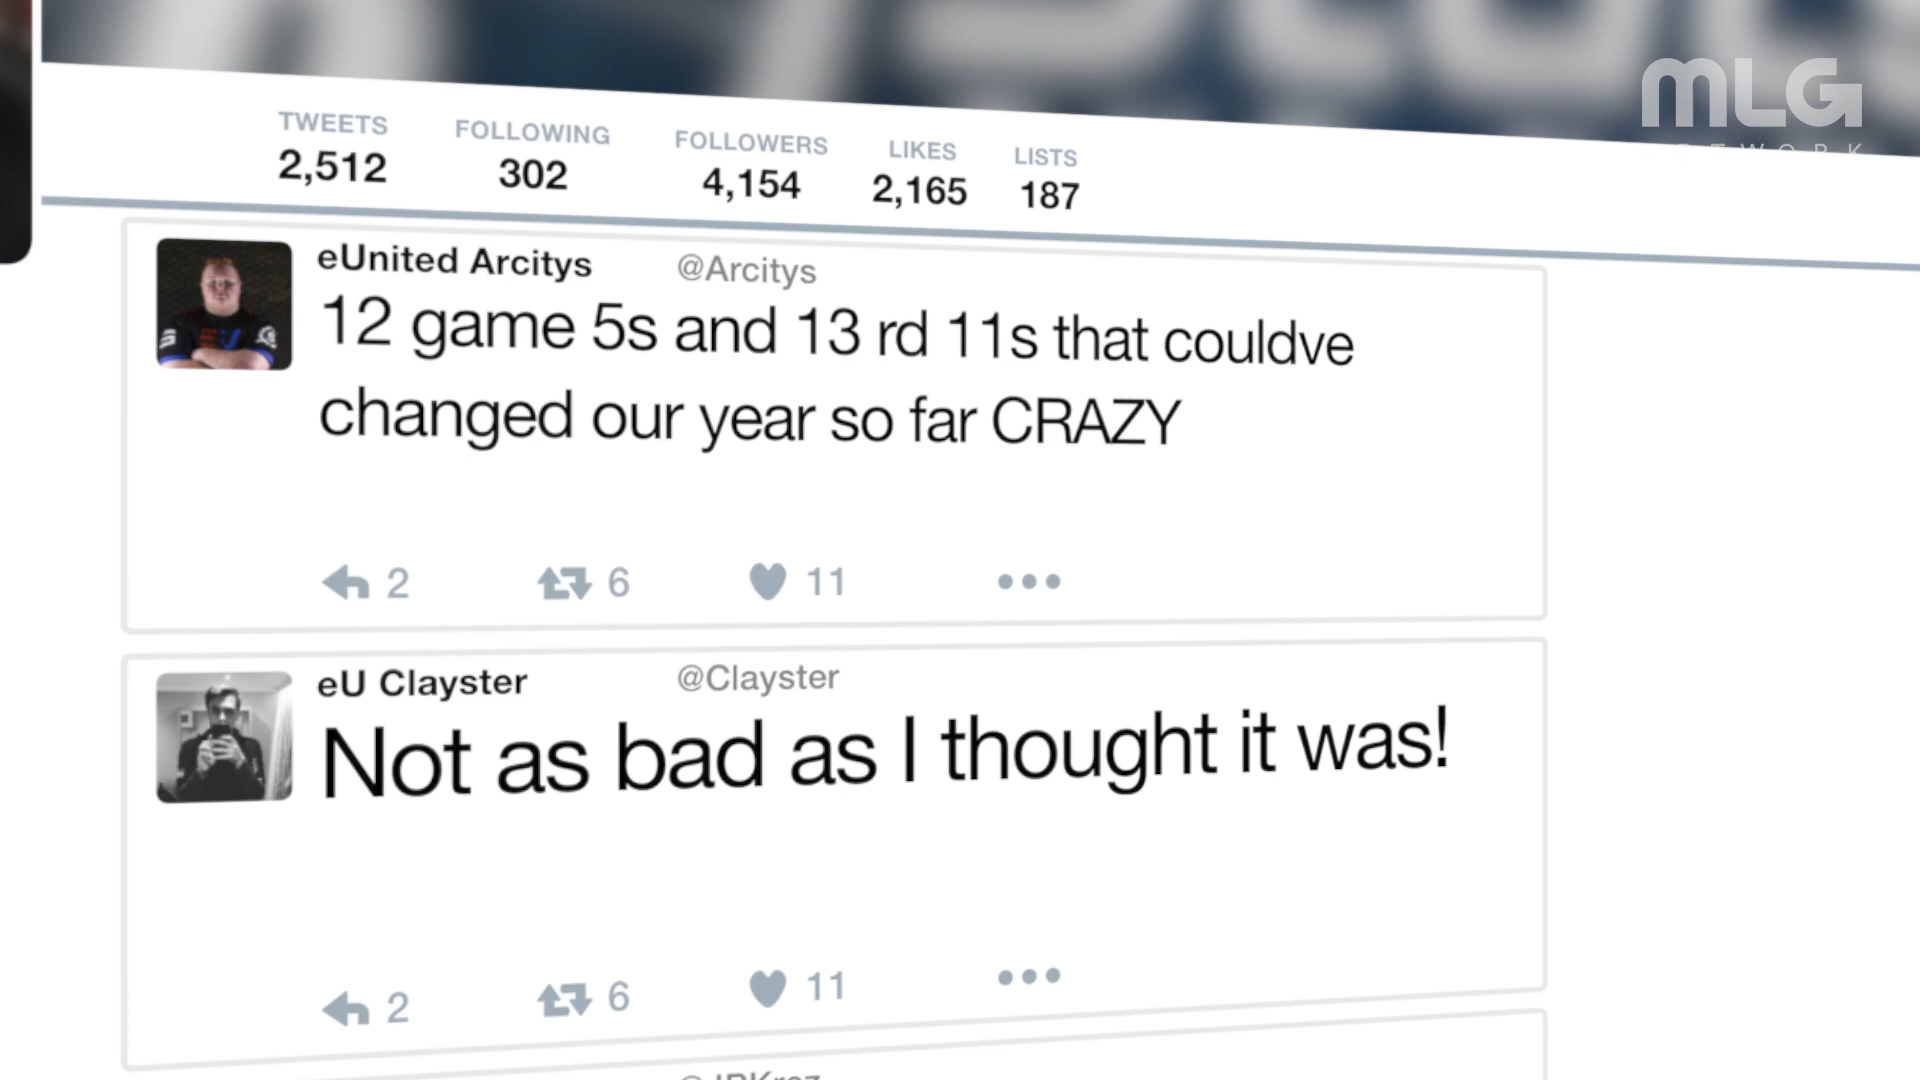 MLG
TWEETS FOLLOWING FOLLOWERS LIKES LISTS
2,512 302 4,154 2,165 187
eUnited Arcitys @Arcitys
12 game 5s and 13 rd 11s that couldve
changed our year so far CRAZY
2 6 11
eU Clayster @Clayster
Not as bad as I thought it was!
2 6 11